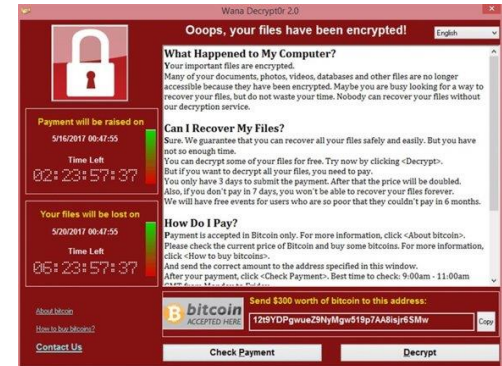 Wana Decrypt0r 2.0
Ooops, your files have been encrypted!
English
What Happened to My Computer?
Your important files are encrypted.
Many of your documents, photos, videos, databases and other files are no longer
accessible because they have been encrypted. Maybe you are busy looking for a way to
recover your files, but do not waste your time. Nobody can recover your files without
our decryption service.
Can I Recover My Files?
Sure. We guarantee that you can recover all your files safely and easily. But you have
not so enough time.
You can decrypt some of your files for free. Try now by clicking <Decrypt>.
But if you want to decrypt all your files, you need to pay.
You only have 3 days to submit the payment. After that the price will be doubled.
Also, if you don't pay in 7 days, you won't be able to recover your files forever.
We will have free events for users who are so poor that they couldn't pay in 6 months.
How Do I Pay?
Payment is accepted in Bitcoin only. For more information, click <About bitcoin>.
Please check the current price of Bitcoin and buy some bitcoins. For more information,
click <How to buy bitcoins>.
And send the correct amount to the address specified in this window.
After your payment, click <Check Payment>. Best time to check: 9:00am - 11:00am
GMT from Monday to Friday.
Payment will be raised on
5/16/2017 00:47:55
Time Left
02:23:57:37
Your files will be lost on
5/20/2017 00:47:55
Time Left
06:23:57:37
About bitcoin
How to buy bitcoins?
Contact Us
bitcoin
ACCEPTED HERE
Send $300 worth of bitcoin to this address:
12t9YDPgwueZ9NyMgw519p7AA8isjr6SMw
Copy
Check Payment
Decrypt